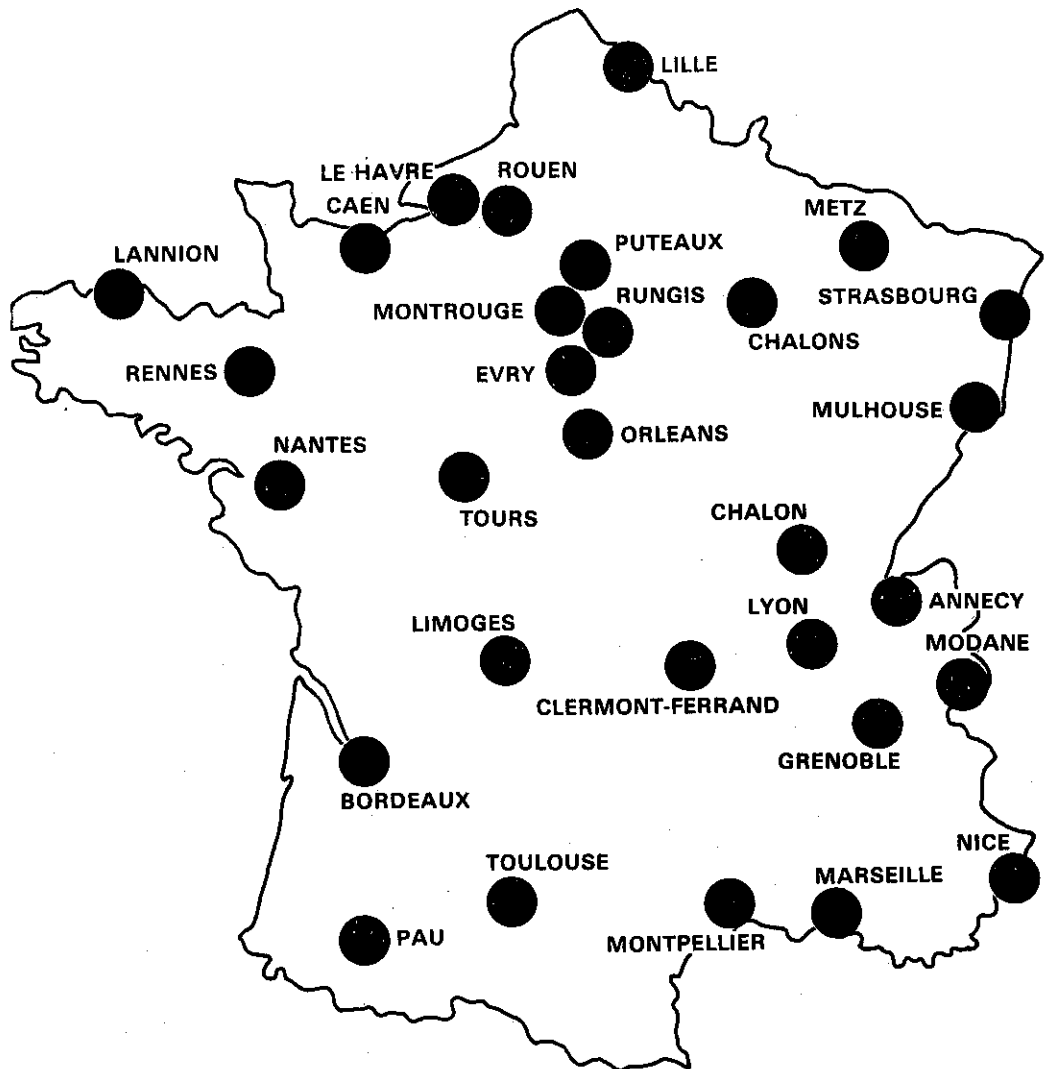 LILLE
LE HAVRE
ROUEN
CAEN
METZ
PUTEAUX
LANNION
RUNGIS
STRASBOURG
MONTROUGE
CHALONS
RENNES
EVRY
MULHOUSE
ORLEANS
NANTES
CHALON
TOURS
ANNECY
LYON
LIMOGES
MODANE
CLERMONT-FERRAND
GRENOBLE
BORDEAUX
NICE
TOULOUSE
MARSEILLE
PAU
MONTPELLIER